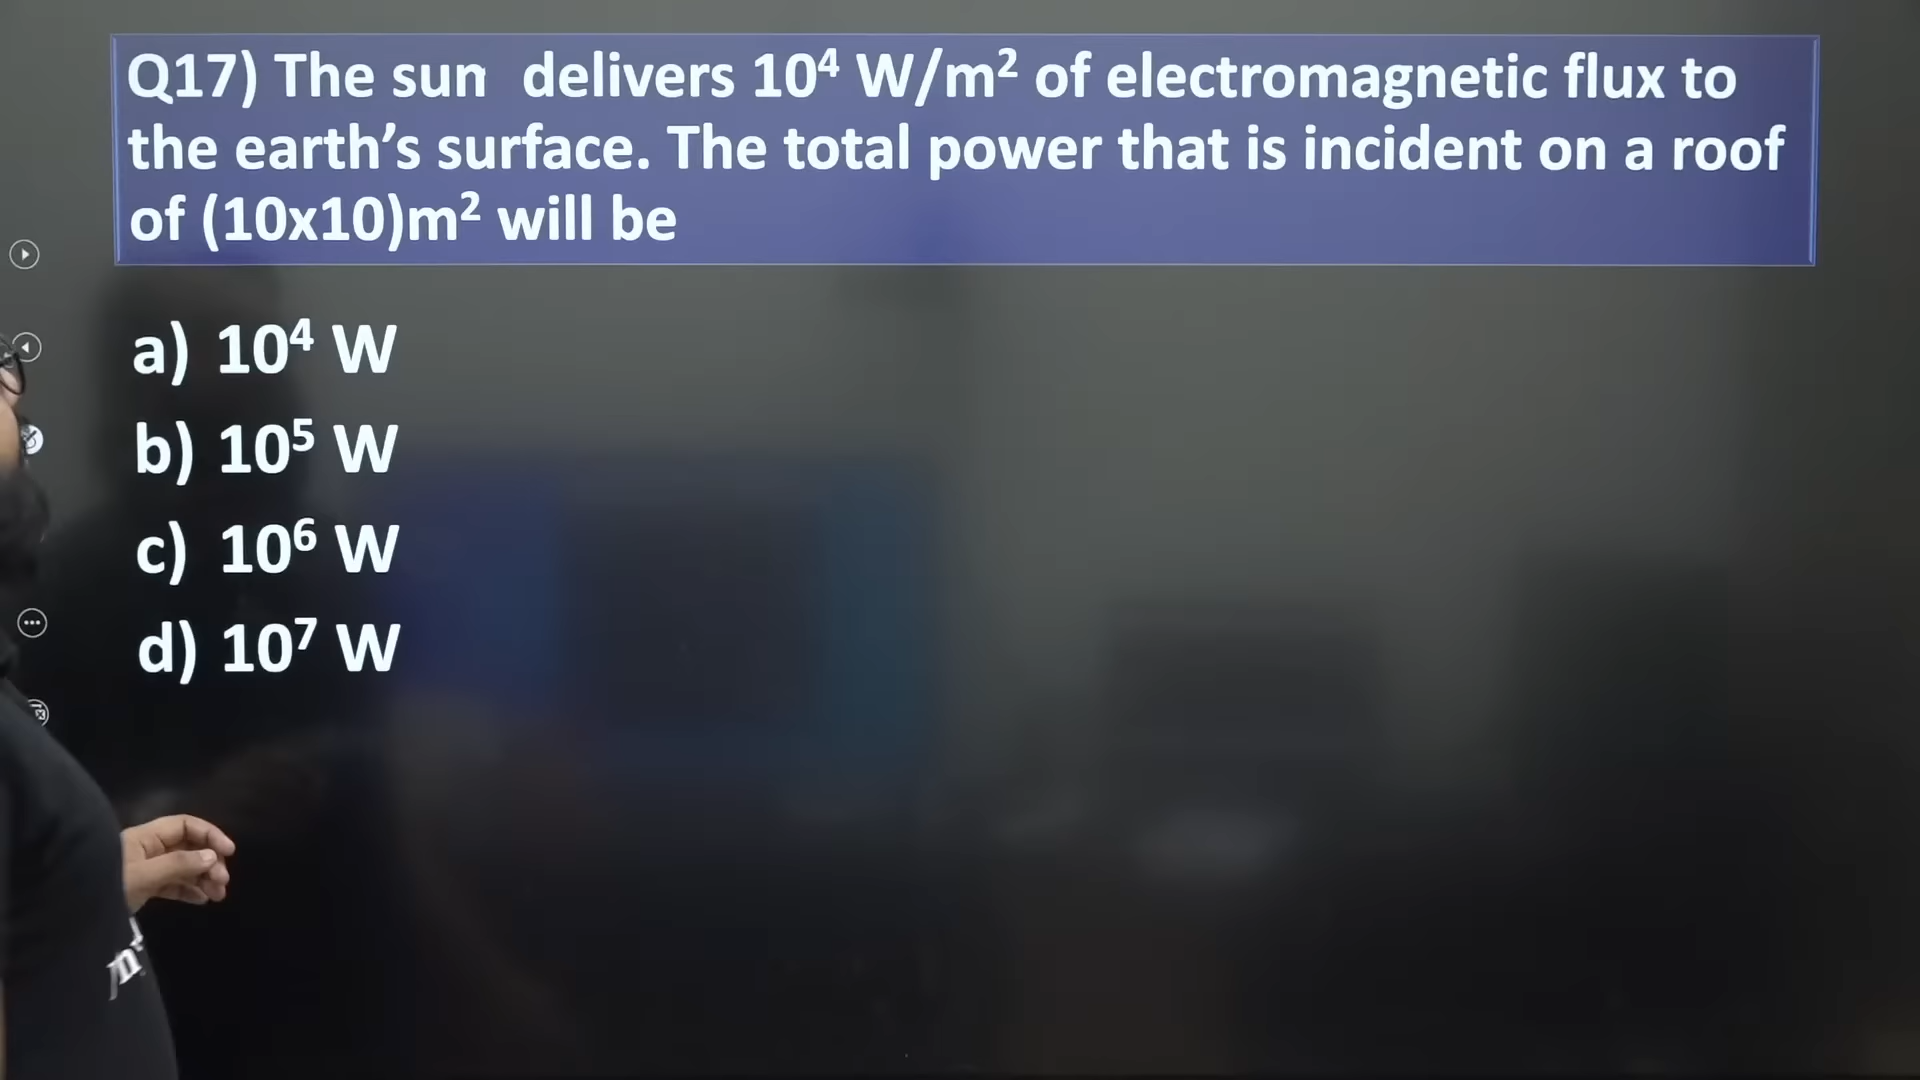 Q17) The sun delivers 10⁴ W/m² of electromagnetic flux to
the earth’s surface. The total power that is incident on a roof
of (10x10)m² will be
a) 10⁴ W
b) 10⁵ W
c) 10⁶ W
d) 10⁷ W